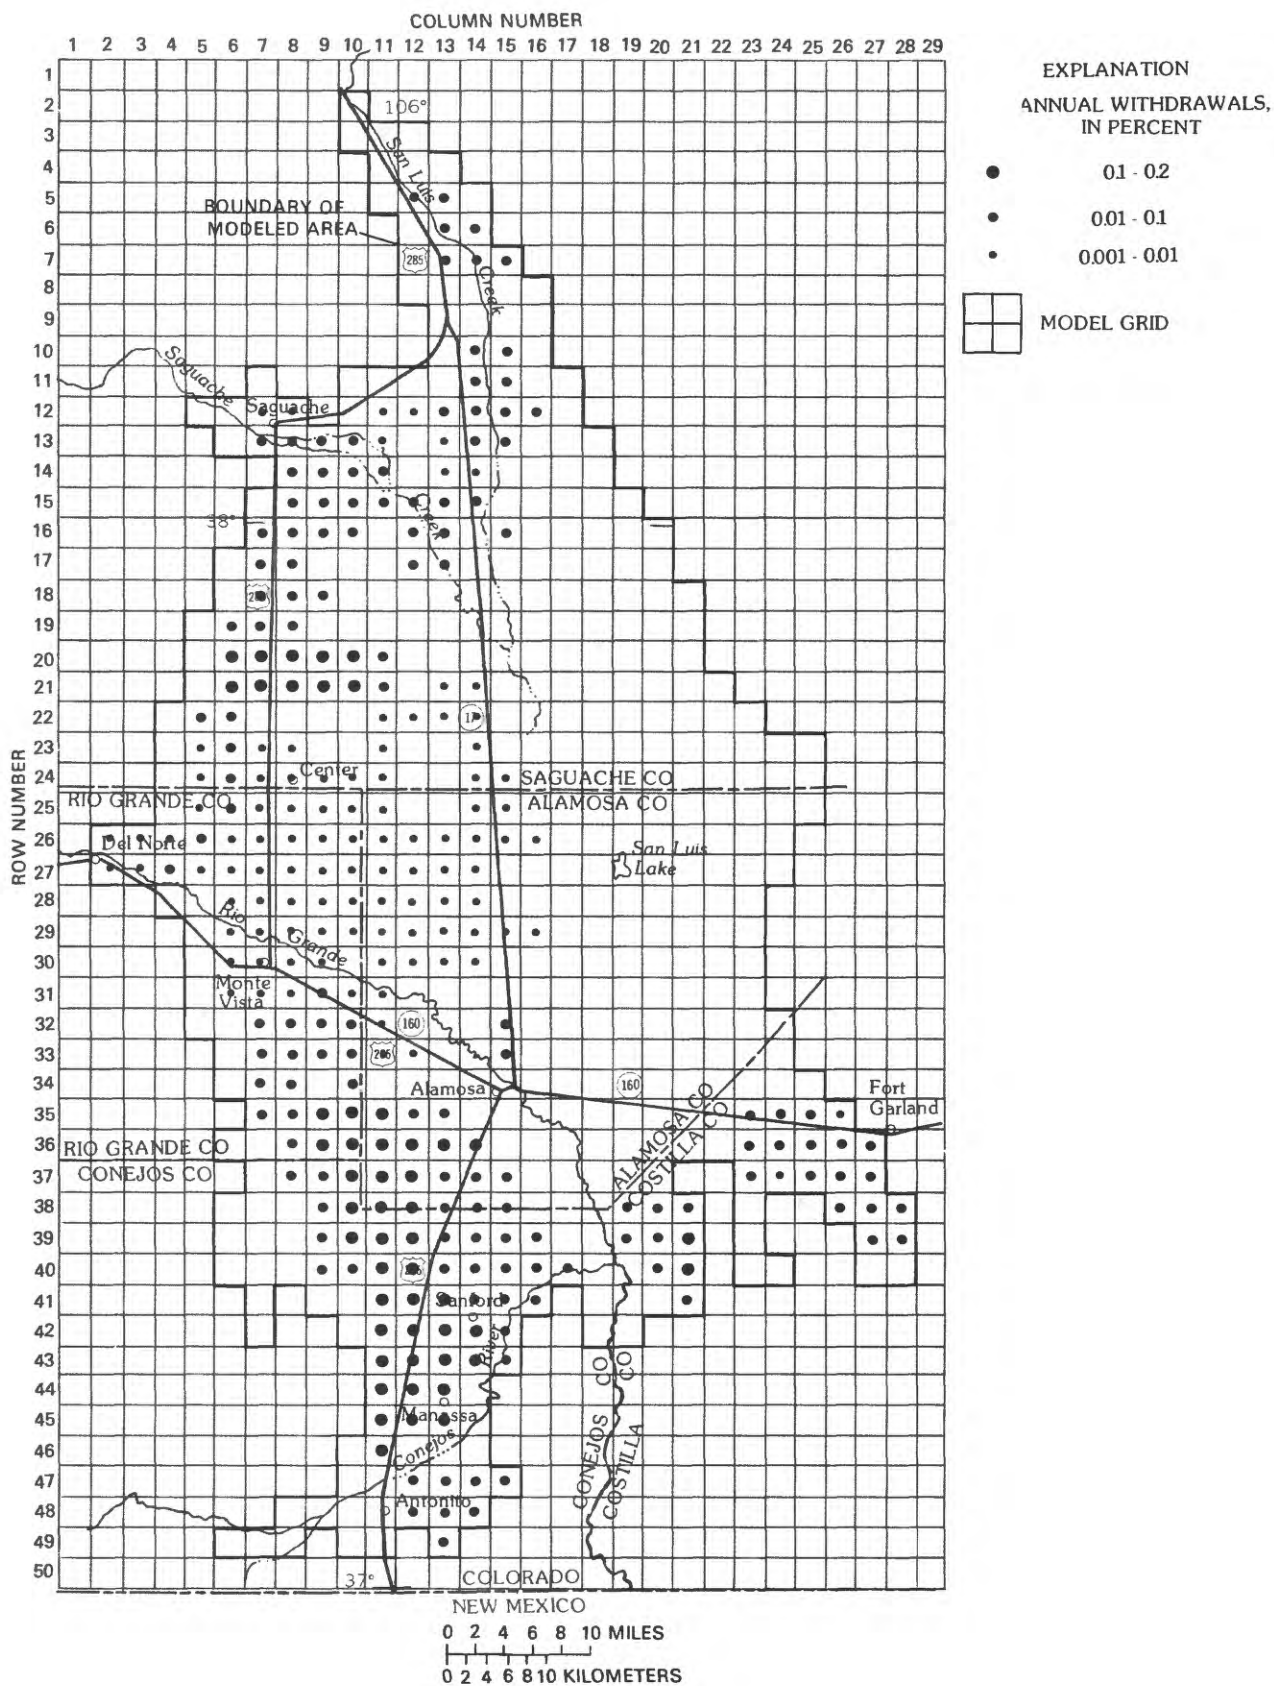 COLUMN NUMBER
1 2 3 4 5 6 7 8 9 10 11 12 13 14 15 16 17 18 19 20 21 22 23 24 25 26 27 28 29
ROW NUMBER
1
2
3
4
5
6
7
8
9
10
11
12
13
14
15
16
17
18
19
20
21
22
23
24
25
26
27
28
29
30
31
32
33
34
35
36
37
38
39
40
41
42
43
44
45
46
47
48
49
50
106°
San Luis
Creek
BOUNDARY OF
MODELED AREA
285
Saguache
Creek
Saguache
38°
17
Center
SAGUACHE CO
RIO GRANDE CO
ALAMOSA CO
Del Norte
San Luis
Lake
Rio
Grande
Monte
Vista
160
Alamosa
160
Fort
Garland
RIO GRANDE CO
CONEJOS CO
ALAMOSA CO
COSTILLA CO
Sanford
River
Manassa
Conejos
CONEJOS CO
COSTILLA CO
Antonito
37°
COLORADO
NEW MEXICO
0 2 4 6 8 10 MILES
0 2 4 6 8 10 KILOMETERS
EXPLANATION
ANNUAL WITHDRAWALS,
IN PERCENT
0.1 - 0.2
0.01 - 0.1
0.001 - 0.01
MODEL GRID